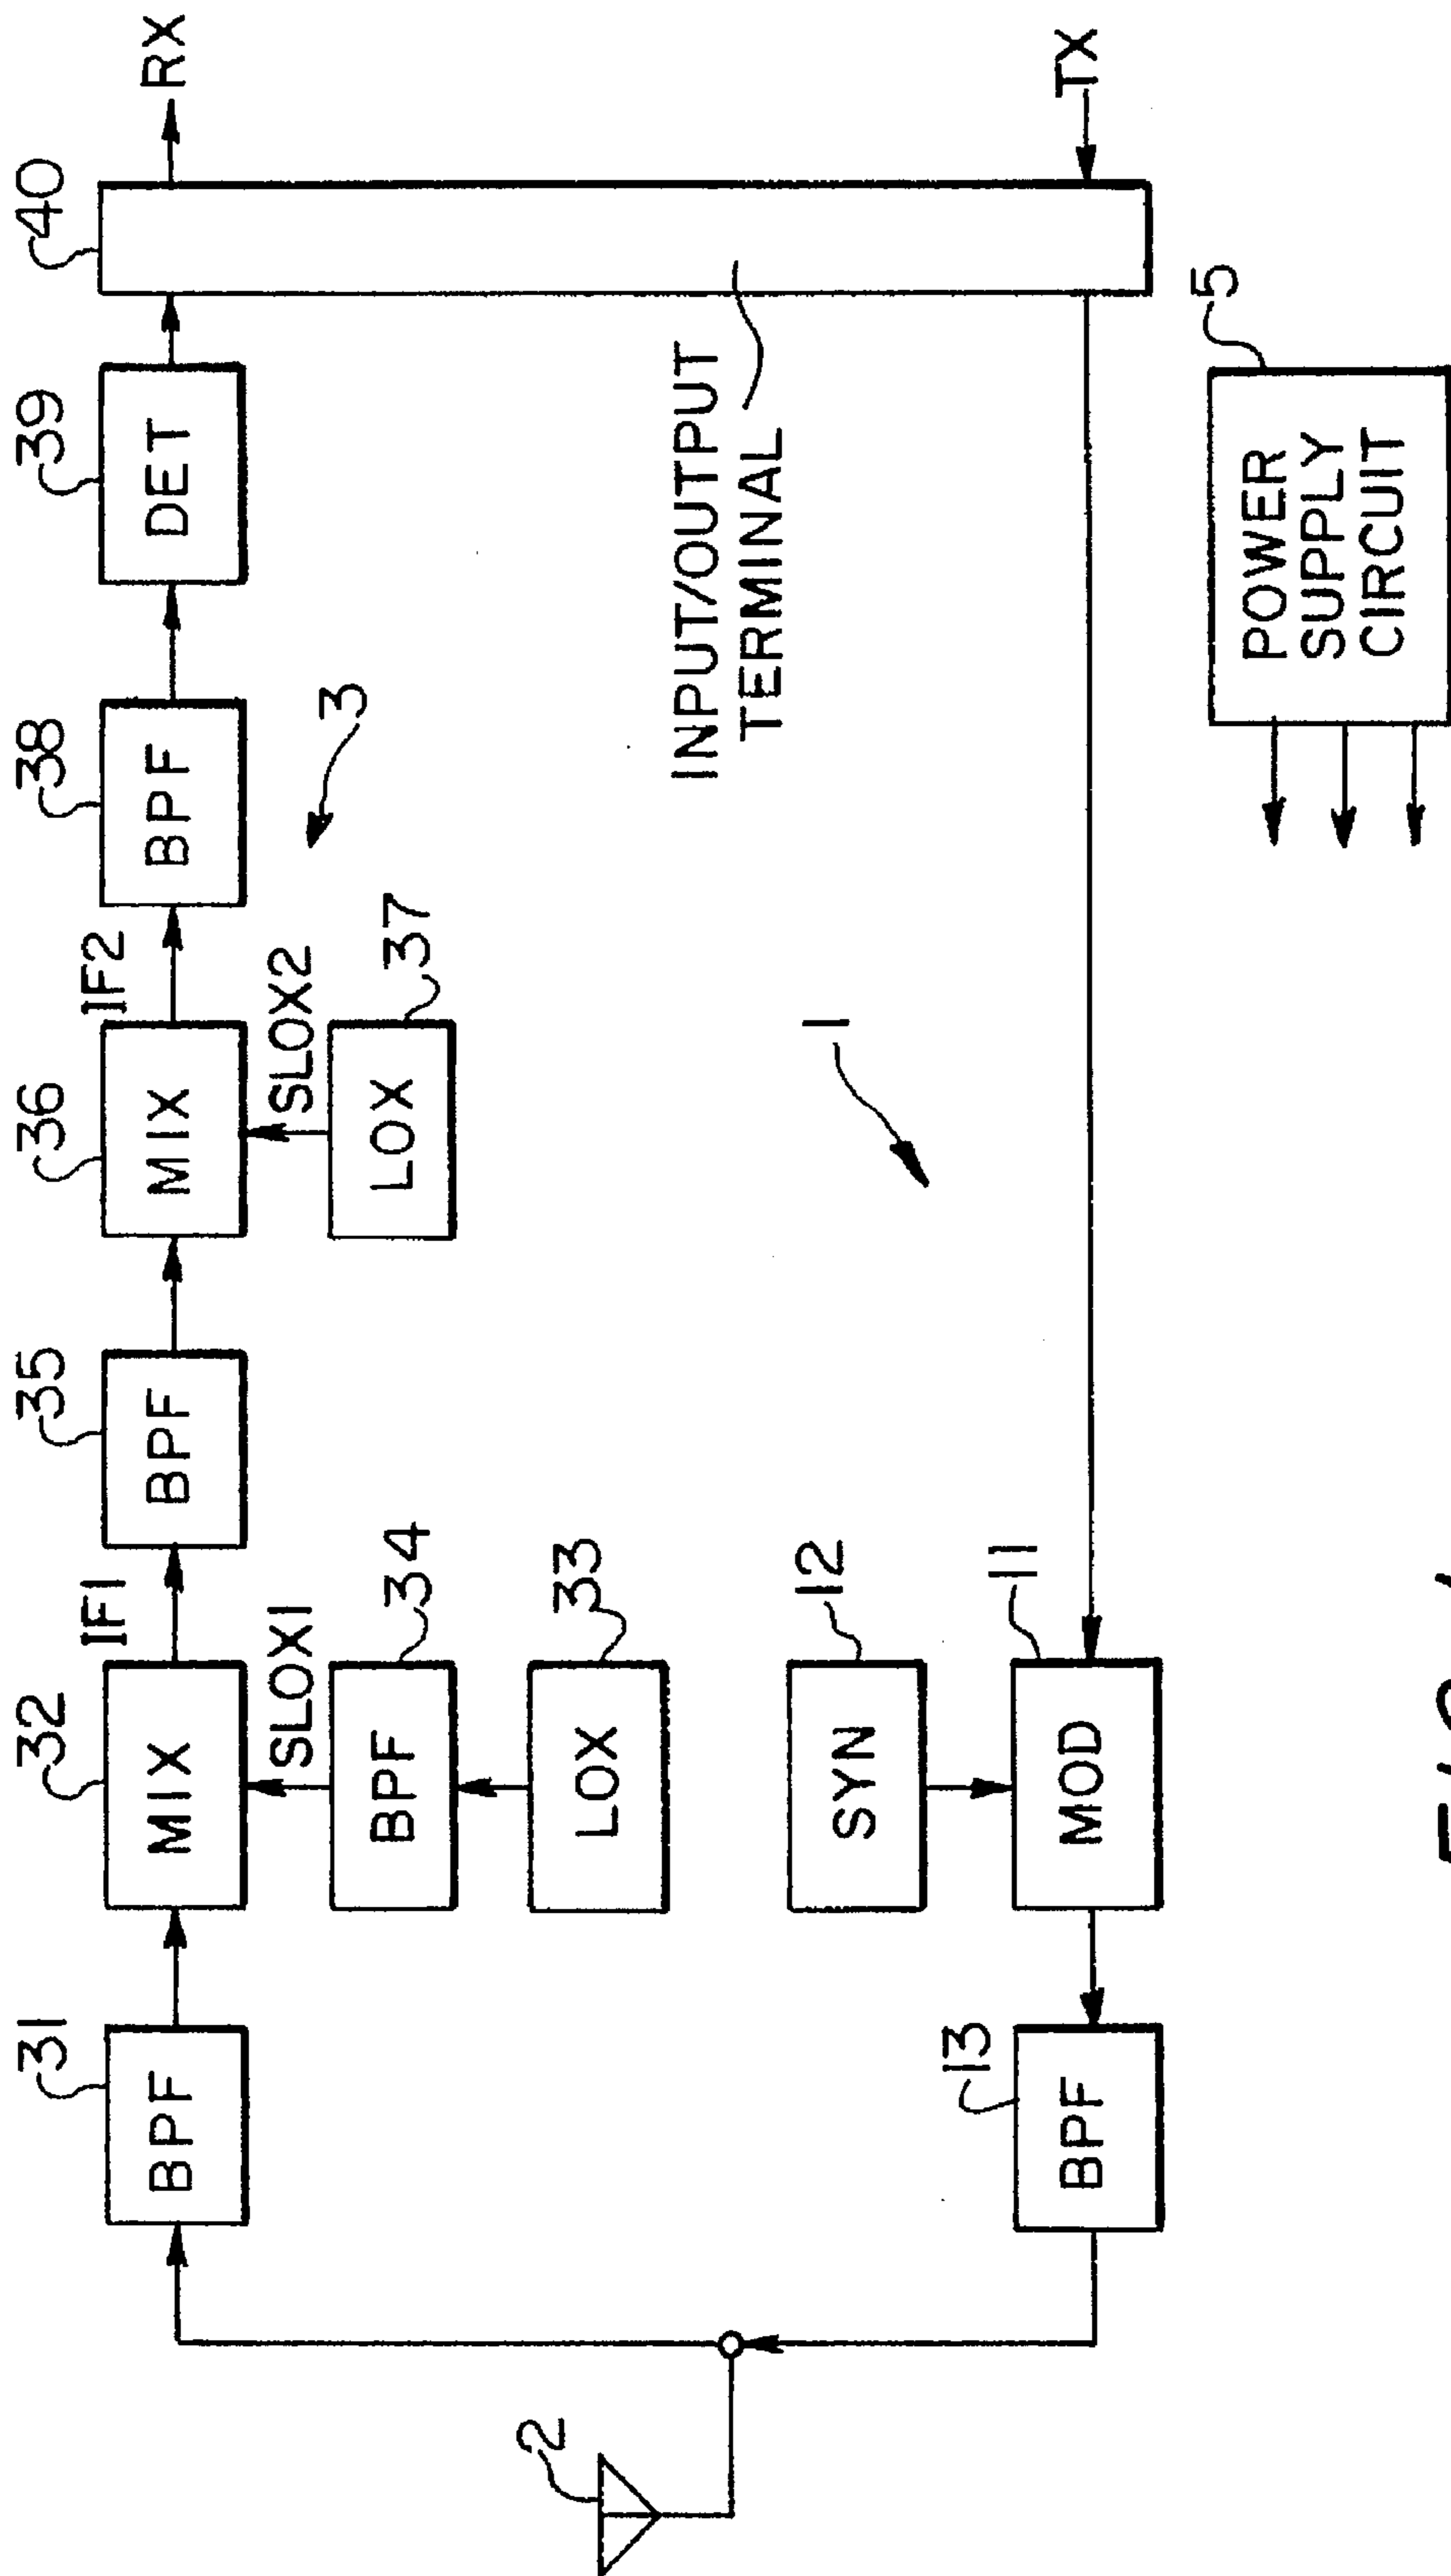 31 32 35 36 38 39 40
IF1 IF2
BPF MIX BPF MIX BPF DET RX
SLOX1 SLOX2 3
BPF 34 LOX 37
2
LOX 33
INPUT/OUTPUT
TERMINAL
12 1
SYN
13 11
BPF MOD TX
5
POWER
SUPPLY
CIRCUIT